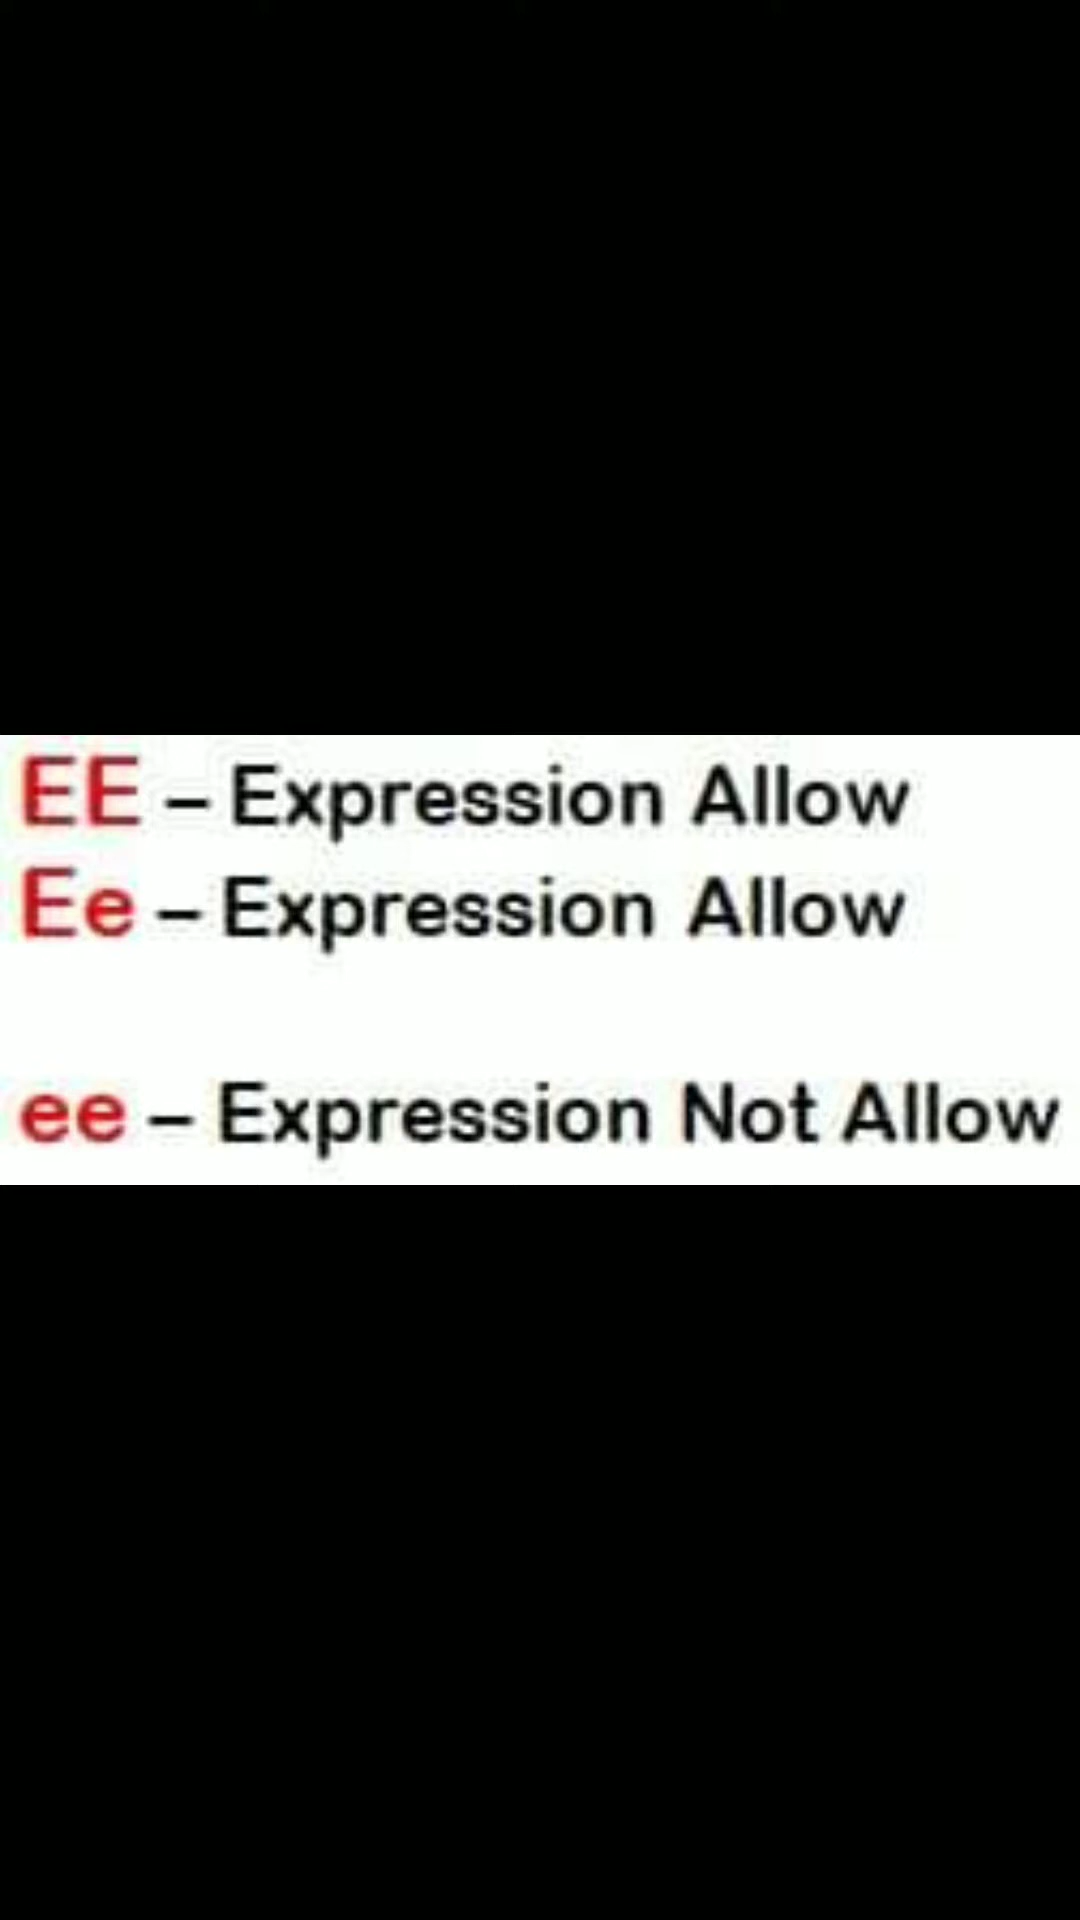 EE – Expression Allow
Ee – Expression Allow
ee – Expression Not Allow